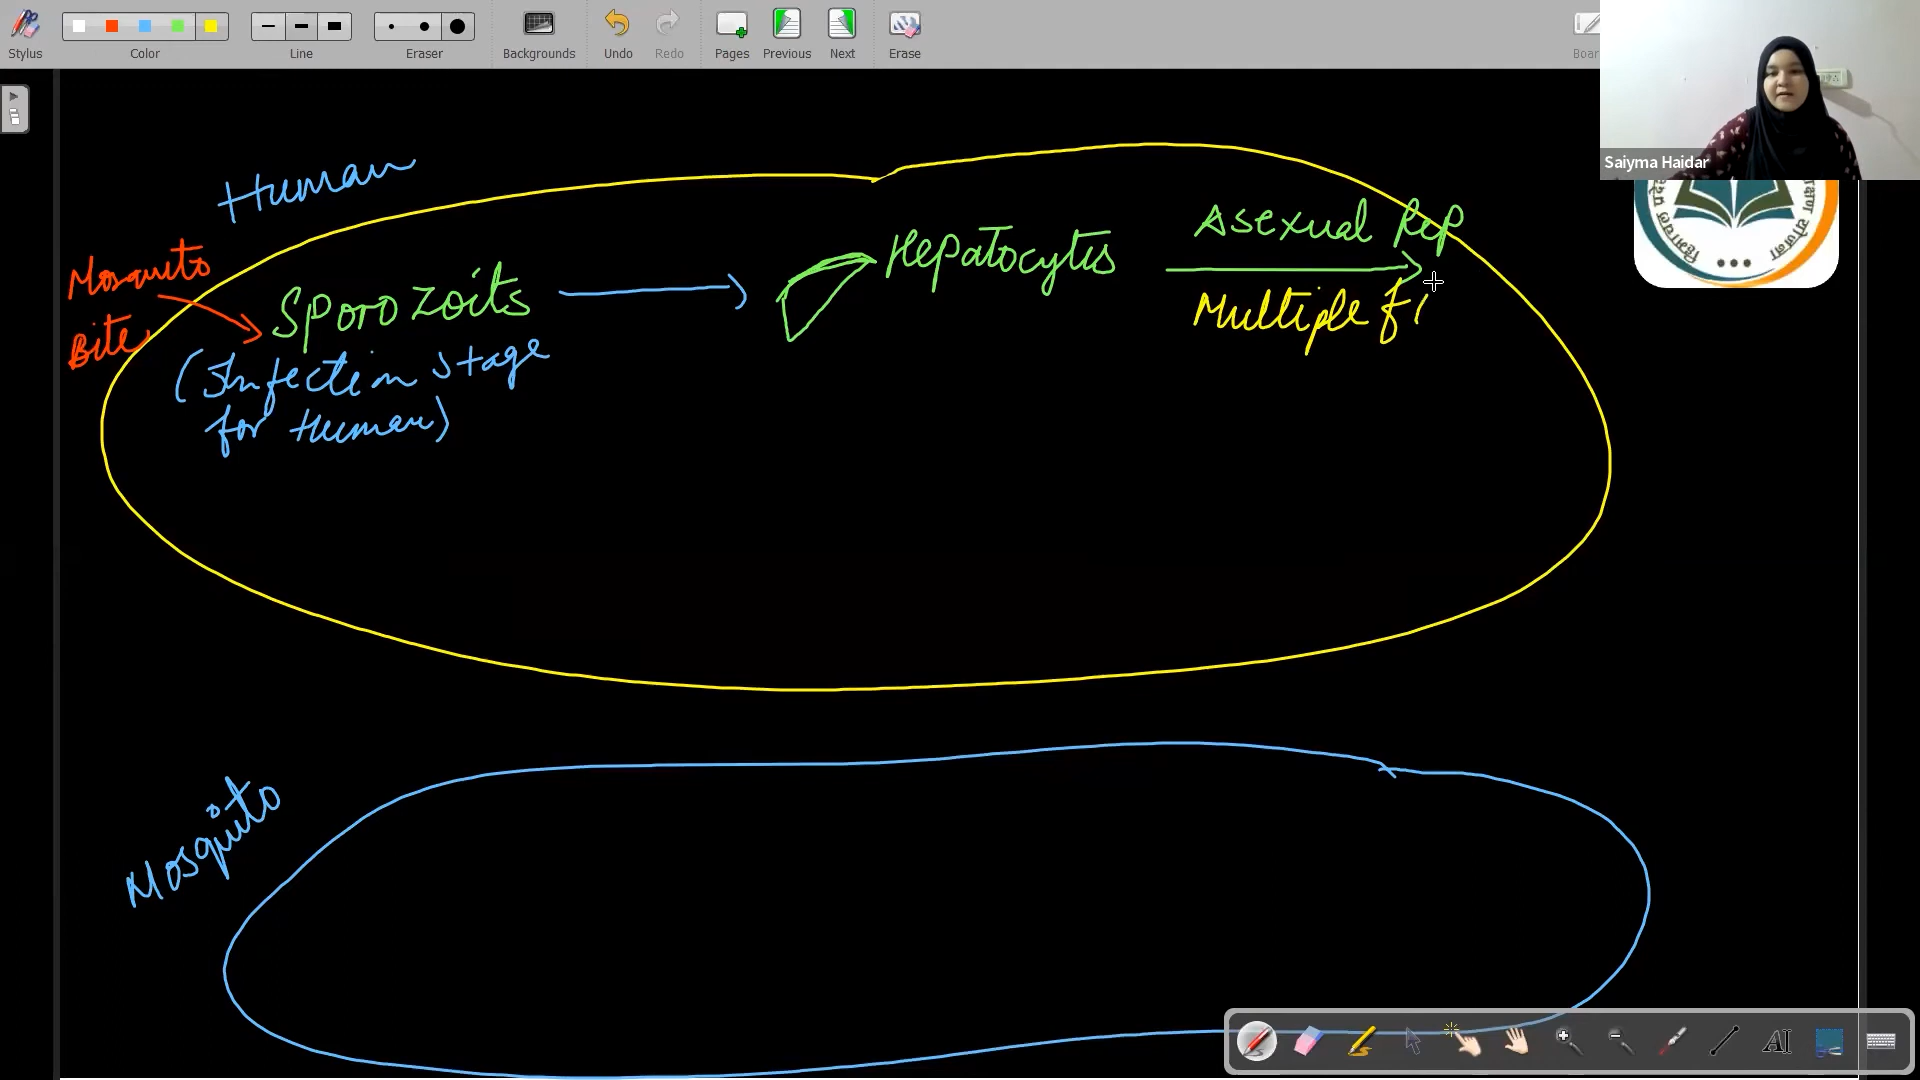 Stylus
Color
Line
Eraser
Backgrounds
Undo
Redo
Pages
Previous
Next
Erase
Saiyma Haidar
Human
Mosquito
Bite
Sporozoits
(Infection stage
for Human)
Hepatocytes
Asexual Rep
Multiple fi
Mosquito
AI